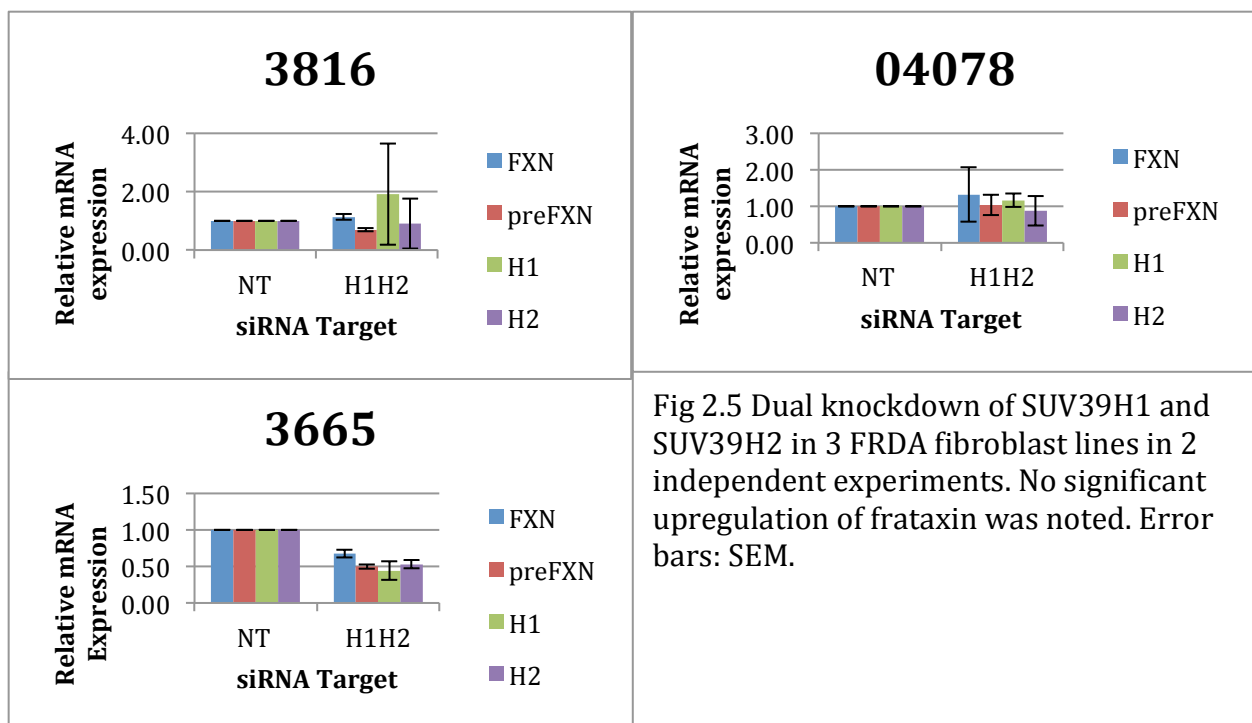 3816
Relative mRNA
expression
4.00
2.00
0.00
NT
H1H2
siRNA Target
FXN
preFXN
H1
H2
04078
Relative mRNA
expression
3.00
2.00
1.00
0.00
NT
H1H2
siRNA Target
FXN
preFXN
H1
H2
3665
Relative mRNA
Expression
1.50
1.00
0.50
0.00
NT
H1H2
siRNA Target
FXN
preFXN
H1
H2
Fig 2.5 Dual knockdown of SUV39H1 and
SUV39H2 in 3 FRDA fibroblast lines in 2
independent experiments. No significant
upregulation of frataxin was noted. Error
bars: SEM.